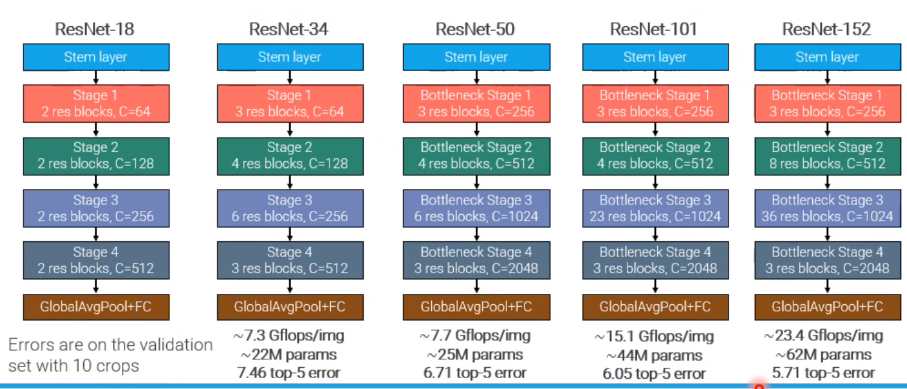 ResNet-18
Stem layer
Stage 1
2 res blocks, C=64
Stage 2
2 res blocks, C=128
Stage 3
2 res blocks, C=256
Stage 4
2 res blocks, C=512
GlobalAvgPool+FC
Errors are on the validation
set with 10 crops
ResNet-34
Stem layer
Stage 1
3 res blocks, C=64
Stage 2
4 res blocks, C=128
Stage 3
6 res blocks, C=256
Stage 4
3 res blocks, C=512
GlobalAvgPool+FC
~7.3 Gflops/img
~22M params
7.46 top-5 error
ResNet-50
Stem layer
Bottleneck Stage 1
3 res blocks, C=256
Bottleneck Stage 2
4 res blocks, C=512
Bottleneck Stage 3
6 res blocks, C=1024
Bottleneck Stage 4
3 res blocks, C=2048
GlobalAvgPool+FC
~7.7 Gflops/img
~25M params
6.71 top-5 error
ResNet-101
Stem layer
Bottleneck Stage 1
3 res blocks, C=256
Bottleneck Stage 2
4 res blocks, C=512
Bottleneck Stage 3
23 res blocks, C=1024
Bottleneck Stage 4
3 res blocks, C=2048
GlobalAvgPool+FC
~15.1 Gflops/img
~44M params
6.05 top-5 error
ResNet-152
Stem layer
Bottleneck Stage 1
3 res blocks, C=256
Bottleneck Stage 2
8 res blocks, C=512
Bottleneck Stage 3
36 res blocks, C=1024
Bottleneck Stage 4
3 res blocks, C=2048
GlobalAvgPool+FC
~23.4 Gflops/img
~62M params
5.71 top-5 error